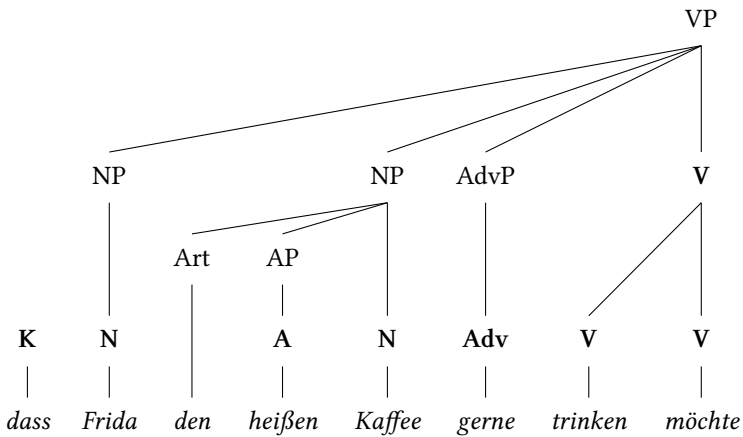 VP
NP NP AdvP V
Art AP
K N A N Adv V V
dass Frida den heißen Kaffee gerne trinken möchte